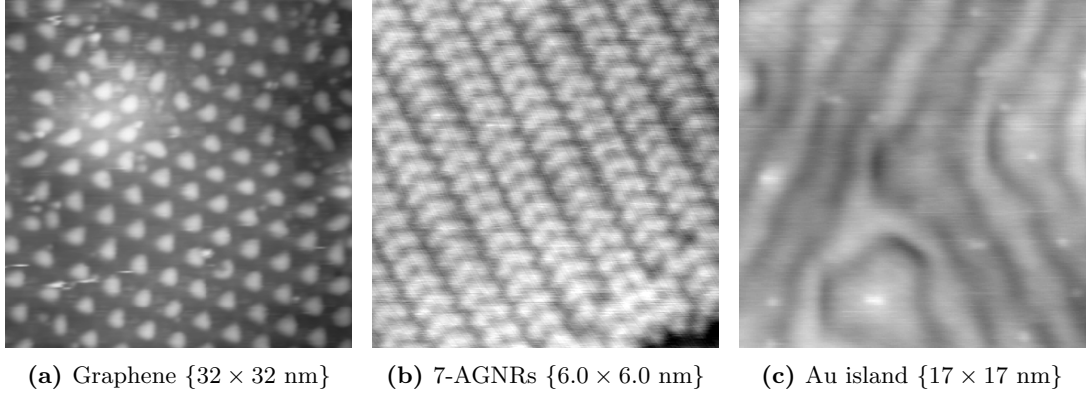 (a) Graphene {32 × 32 nm}
(b) 7-AGNRs {6.0 × 6.0 nm}
(c) Au island {17 × 17 nm}